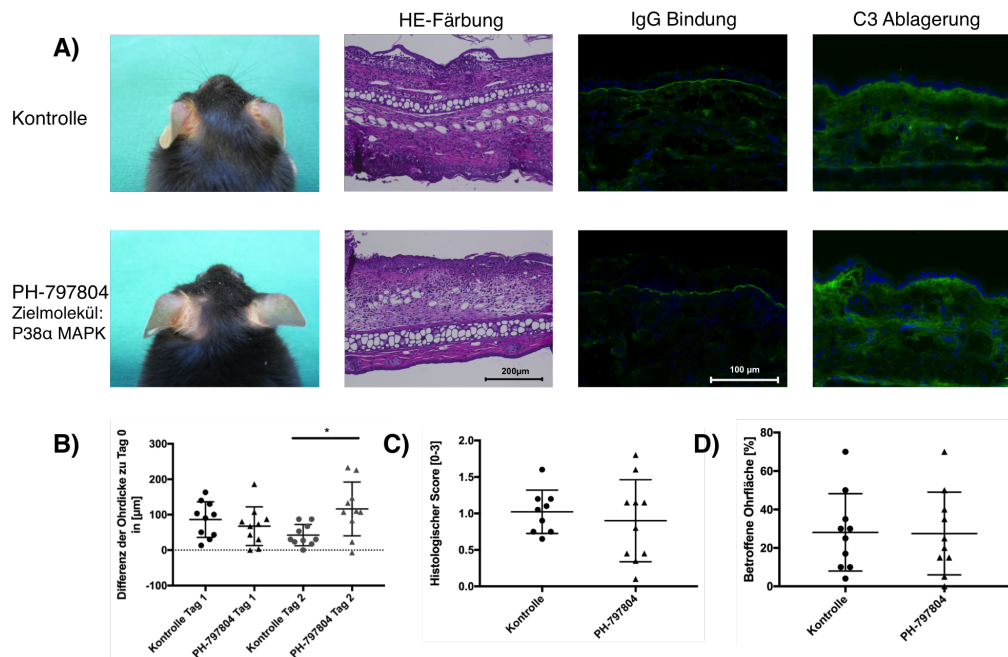 A)
HE-Färbung
IgG Bindung
C3 Ablagerung
Kontrolle
PH-797804
Zielmolekül:
P38α MAPK
200µm
100 µm
B)
Differenz der Ohrdicke zu Tag 0
in [µm]
300
200
100
0
-100
*
Kontrolle Tag 1
PH-797804 Tag 1
Kontrolle Tag 2
PH-797804 Tag 2
C)
Histologischer Score [0-3]
2.0
1.5
1.0
0.5
0.0
Kontrolle
PH-797804
D)
Betroffene Ohrfläche [%]
80
60
40
20
0
Kontrolle
PH-797804